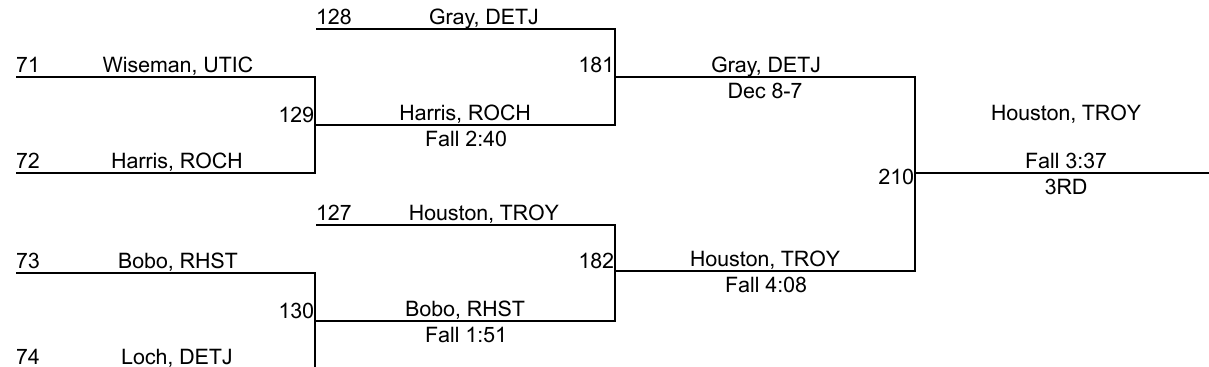 128 Gray, DETJ
71 Wiseman, UTIC
181 Gray, DETJ
Dec 8-7
129 Harris, ROCH
Fall 2:40
Houston, TROY
72 Harris, ROCH
Fall 3:37
210
3RD
127 Houston, TROY
73 Bobo, RHST
182 Houston, TROY
Fall 4:08
130 Bobo, RHST
Fall 1:51
74 Loch, DETJ